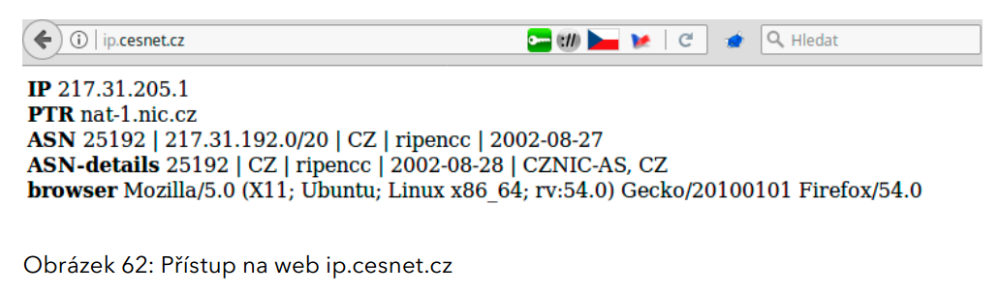 ip.cesnet.cz
Hledat
IP 217.31.205.1
PTR nat-1.nic.cz
ASN 25192 | 217.31.192.0/20 | CZ | ripencc | 2002-08-27
ASN-details 25192 | CZ | ripencc | 2002-08-28 | CZNIC-AS, CZ
browser Mozilla/5.0 (X11; Ubuntu; Linux x86_64; rv:54.0) Gecko/20100101 Firefox/54.0
Obrázek 62: Přístup na web ip.cesnet.cz